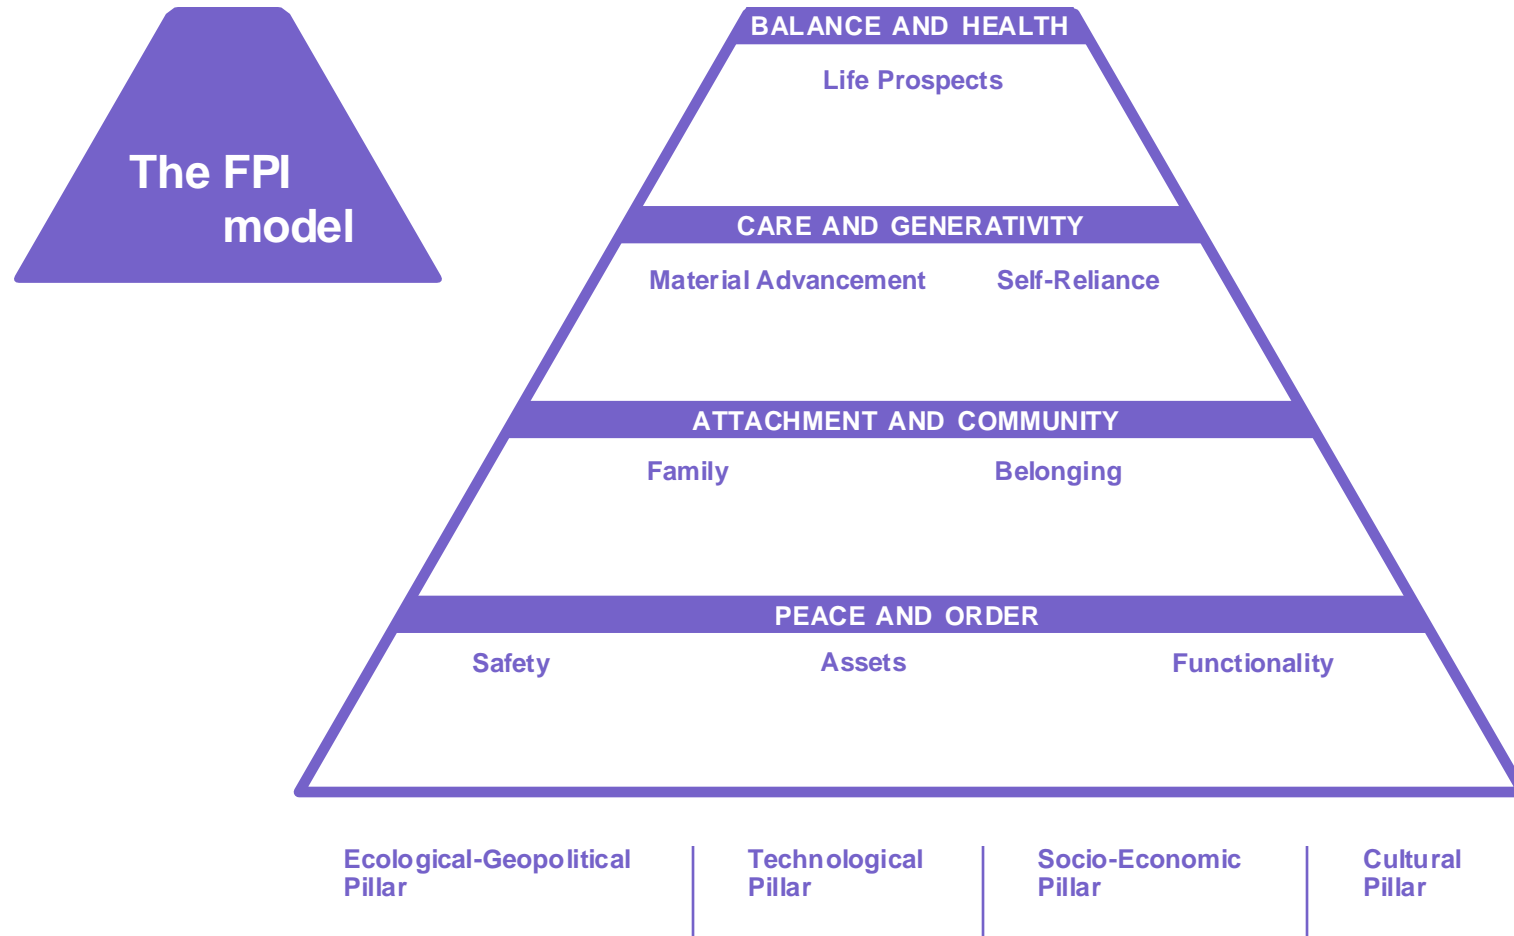 The FPI
model
BALANCE AND HEALTH
Life Prospects
CARE AND GENERATIVITY
Material Advancement
Self-Reliance
ATTACHMENT AND COMMUNITY
Family
Belonging
PEACE AND ORDER
Safety
Assets
Functionality
Ecological-Geopolitical
Pillar
Technological
Pillar
Socio-Economic
Pillar
Cultural
Pillar